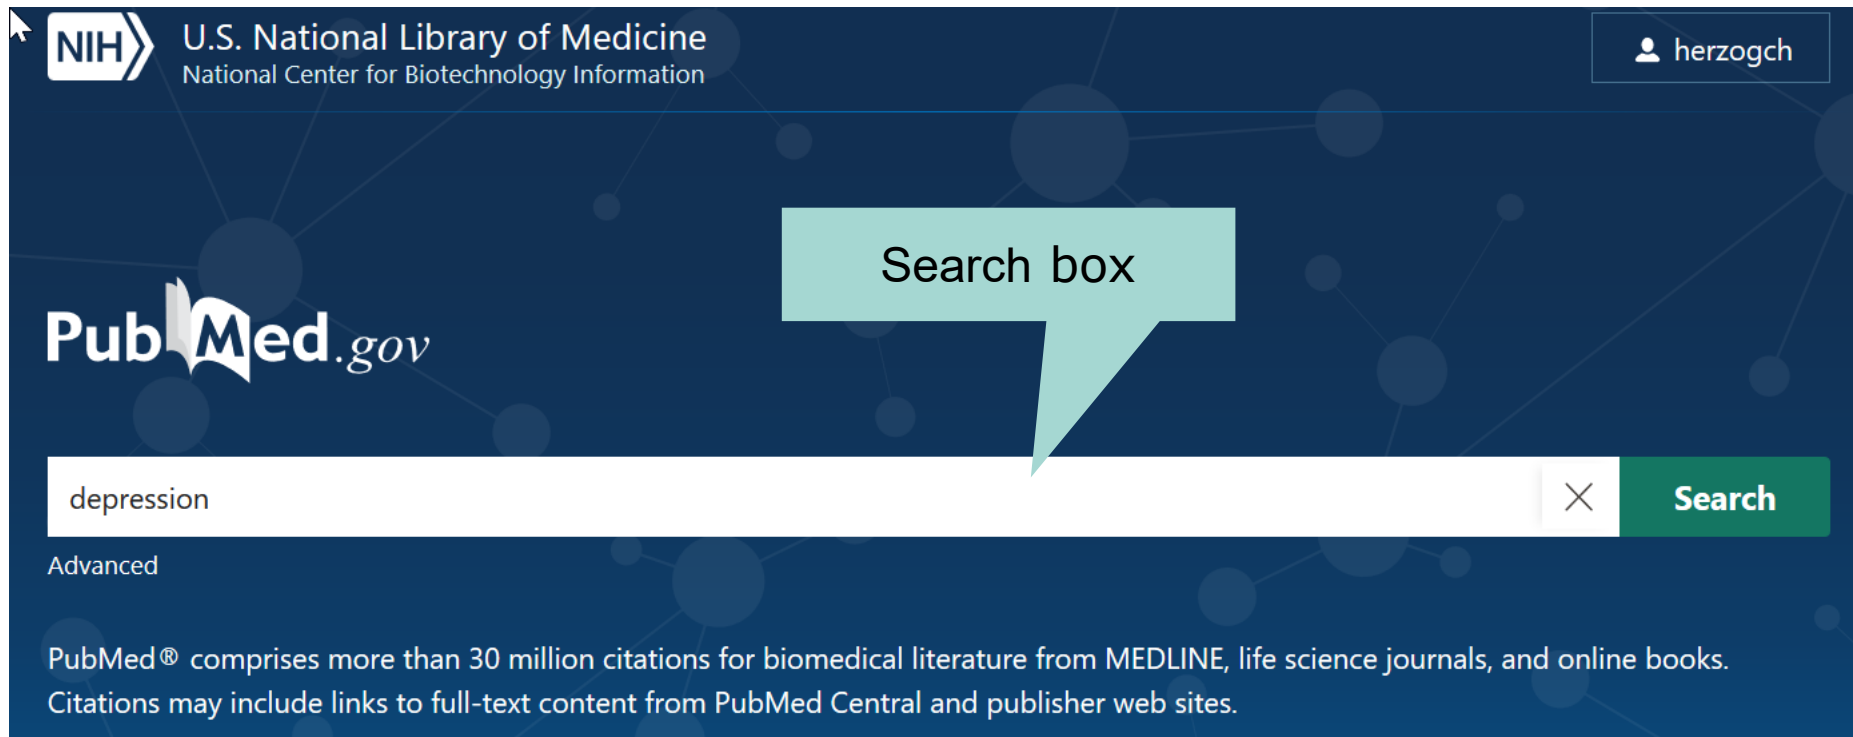 NIH
U.S. National Library of Medicine
National Center for Biotechnology Information
herzogch
Search box
PubMed.gov
depression
Search
Advanced
PubMed® comprises more than 30 million citations for biomedical literature from MEDLINE, life science journals, and online books.
Citations may include links to full-text content from PubMed Central and publisher web sites.